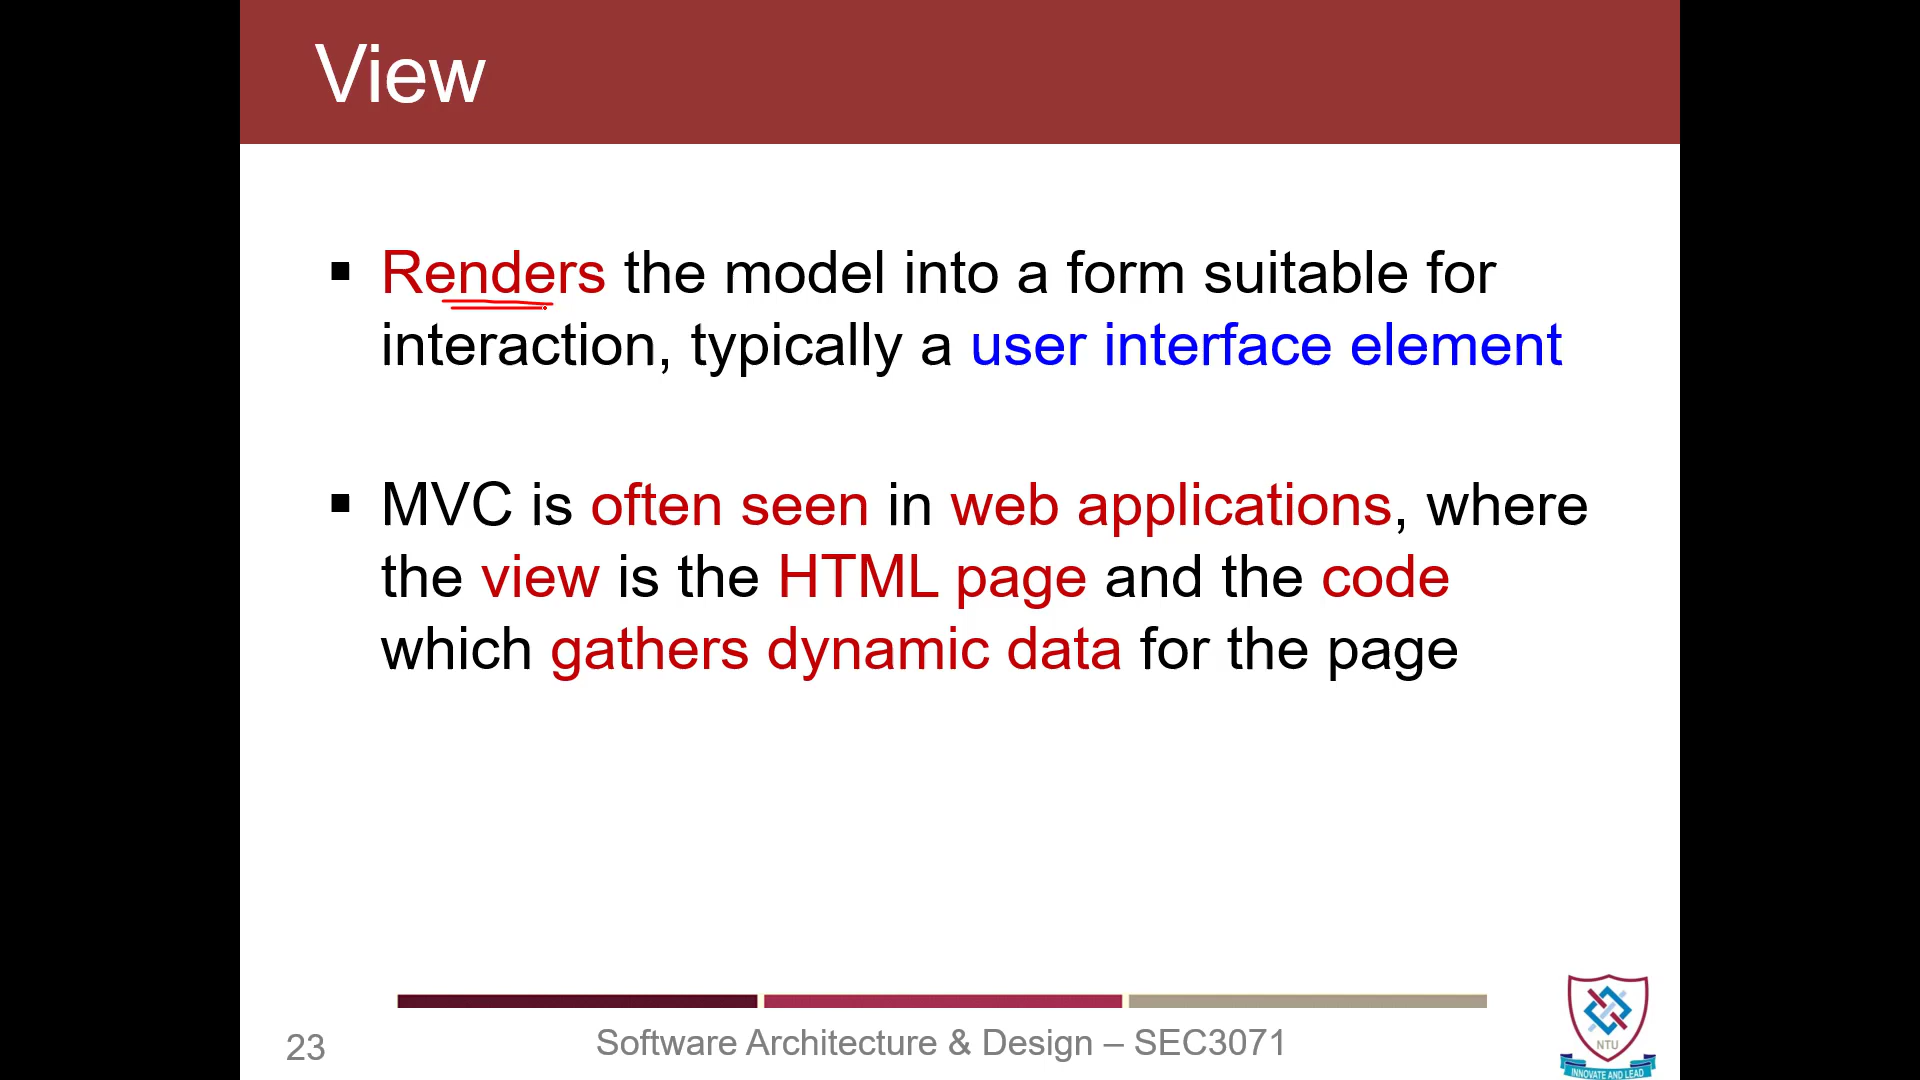 View
▪ Renders the model into a form suitable for
interaction, typically a user interface element
▪ MVC is often seen in web applications, where
the view is the HTML page and the code
which gathers dynamic data for the page
23
Software Architecture & Design – SEC3071
NTU
INNOVATE AND LEAD